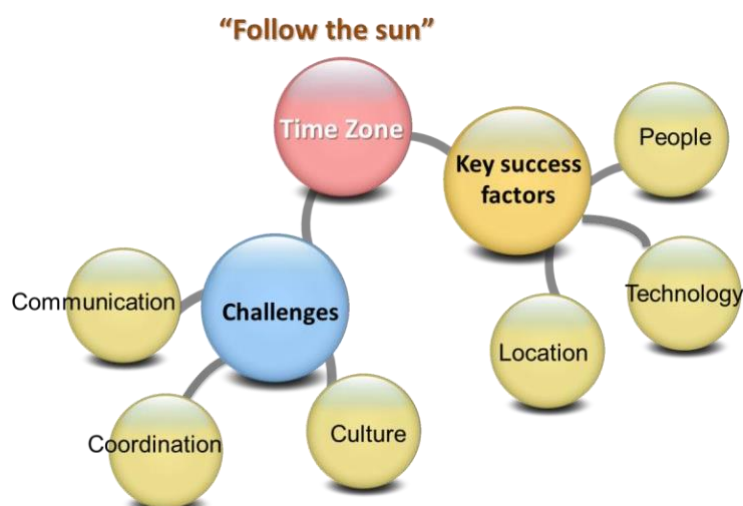 “Follow the sun”
Time Zone
Key success
factors
People
Technology
Location
Challenges
Communication
Coordination
Culture